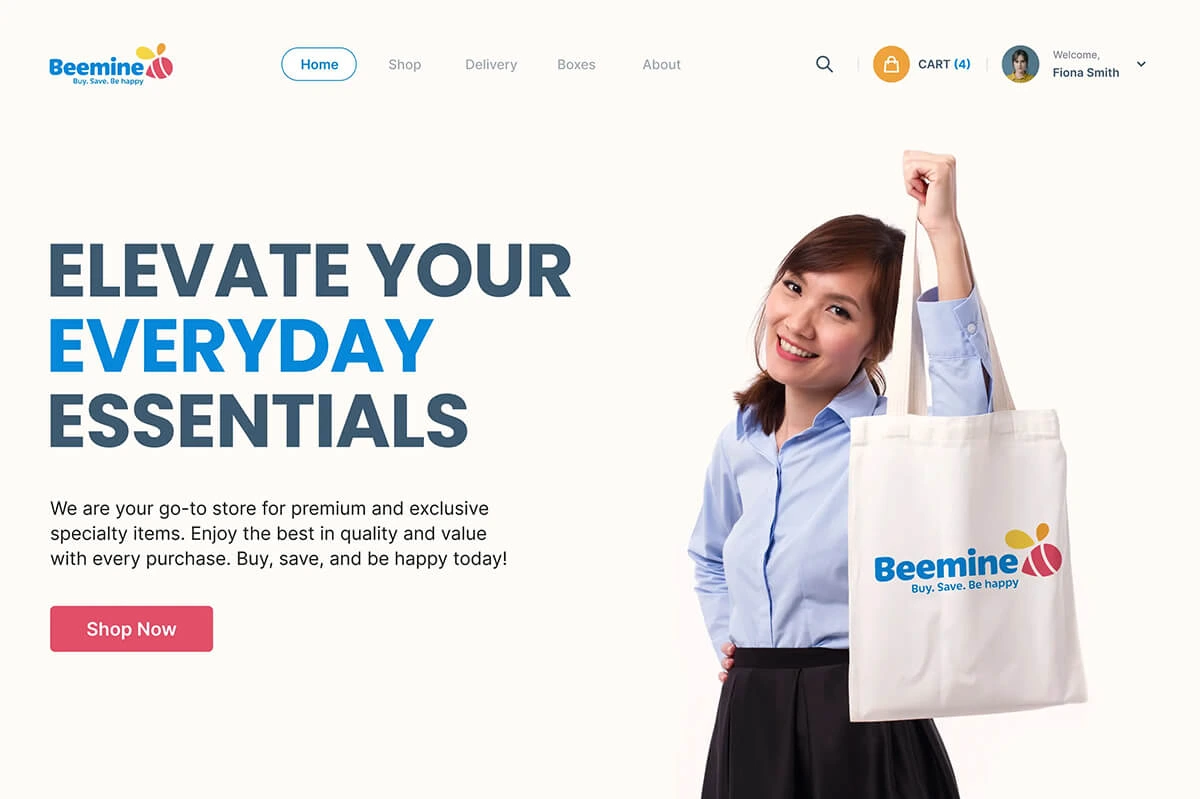 Beemine
Buy. Save. Be happy
Home
Shop
Delivery
Boxes
About
CART (4)
Welcome,
Fiona Smith
ELEVATE YOUR
EVERYDAY
ESSENTIALS
We are your go-to store for premium and exclusive
specialty items. Enjoy the best in quality and value
with every purchase. Buy, save, and be happy today!
Shop Now
Beemine
Buy. Save. Be happy